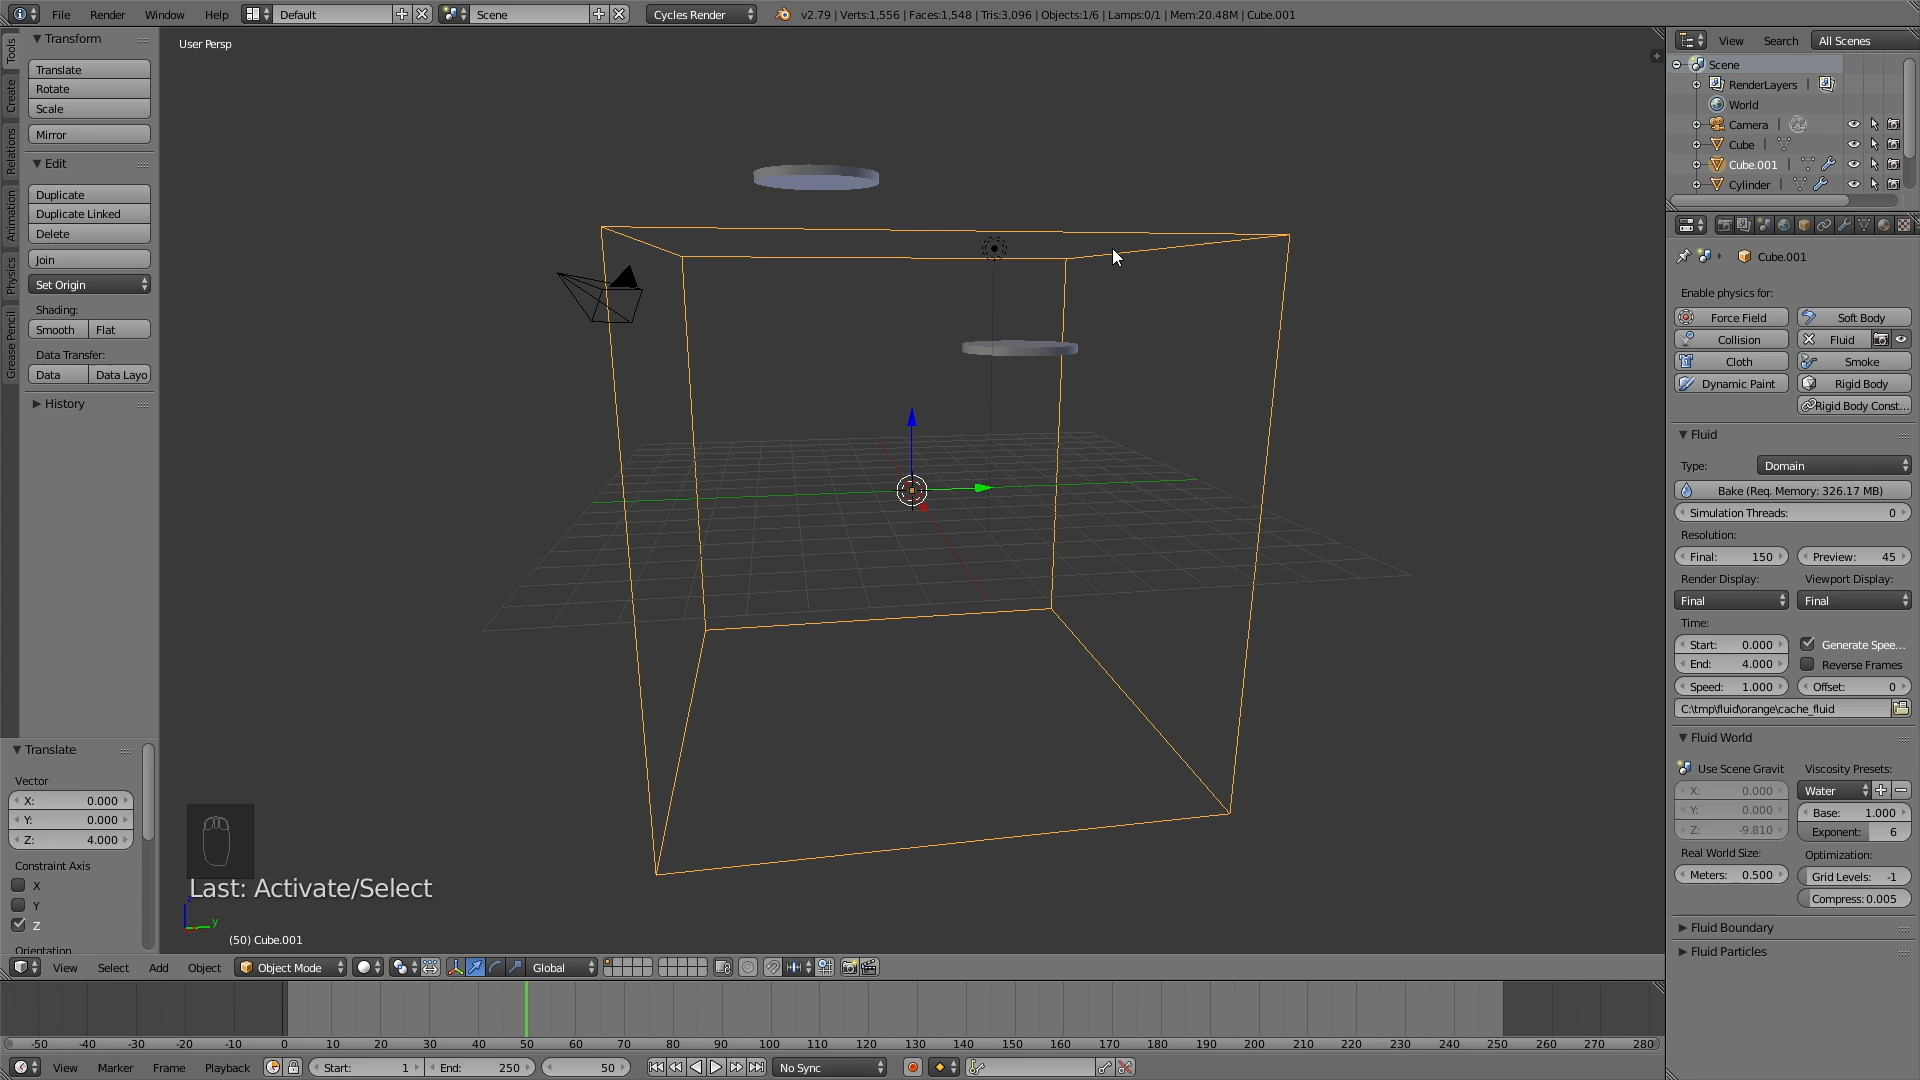 File Render Window Help Default Scene Cycles Render v2.79 | Verts:1,556 | Faces:1,548 | Tris:3,096 | Objects:1/6 | Lamps:0/1 | Mem:20.48M | Cube.001
Tools
Create
Relations
Animation
Physics
Grease Pencil
Transform
Translate
Rotate
Scale
Mirror
Edit
Duplicate
Duplicate Linked
Delete
Join
Set Origin
Shading:
Smooth Flat
Data Transfer:
Data Data Layo
History
Translate
Vector
X: 0.000
Y: 0.000
Z: 4.000
Constraint Axis
X
Y
Z
Orientation
User Persp
Last: Activate/Select
y
(50) Cube.001
View Select Add Object Object Mode Global
-50 -40 -30 -20 -10 0 10 20 30 40 50 60 70 80 90 100 110 120 130 140 150 160 170 180 190 200 210 220 230 240 250 260 270 280
View Marker Frame Playback Start: 1 End: 250 50 No Sync
View Search All Scenes
Scene
RenderLayers |
World
Camera |
Cube |
Cube.001 |
Cylinder |
Cube.001
Enable physics for:
Force Field Soft Body
Collision Fluid
Cloth Smoke
Dynamic Paint Rigid Body
Rigid Body Const...
Fluid
Type: Domain
Bake (Req. Memory: 326.17 MB)
Simulation Threads: 0
Resolution:
Final: 150 Preview: 45
Render Display: Viewport Display:
Final Final
Time:
Start: 0.000 Generate Spee...
End: 4.000 Reverse Frames
Speed: 1.000 Offset: 0
C:\tmp\fluid\orange\cache_fluid
Fluid World
Use Scene Gravit Viscosity Presets:
X: 0.000 Water
Y: 0.000 Base: 1.000
Z: -9.810 Exponent: 6
Real World Size: Optimization:
Meters: 0.500 Grid Levels: -1
Compress: 0.005
Fluid Boundary
Fluid Particles